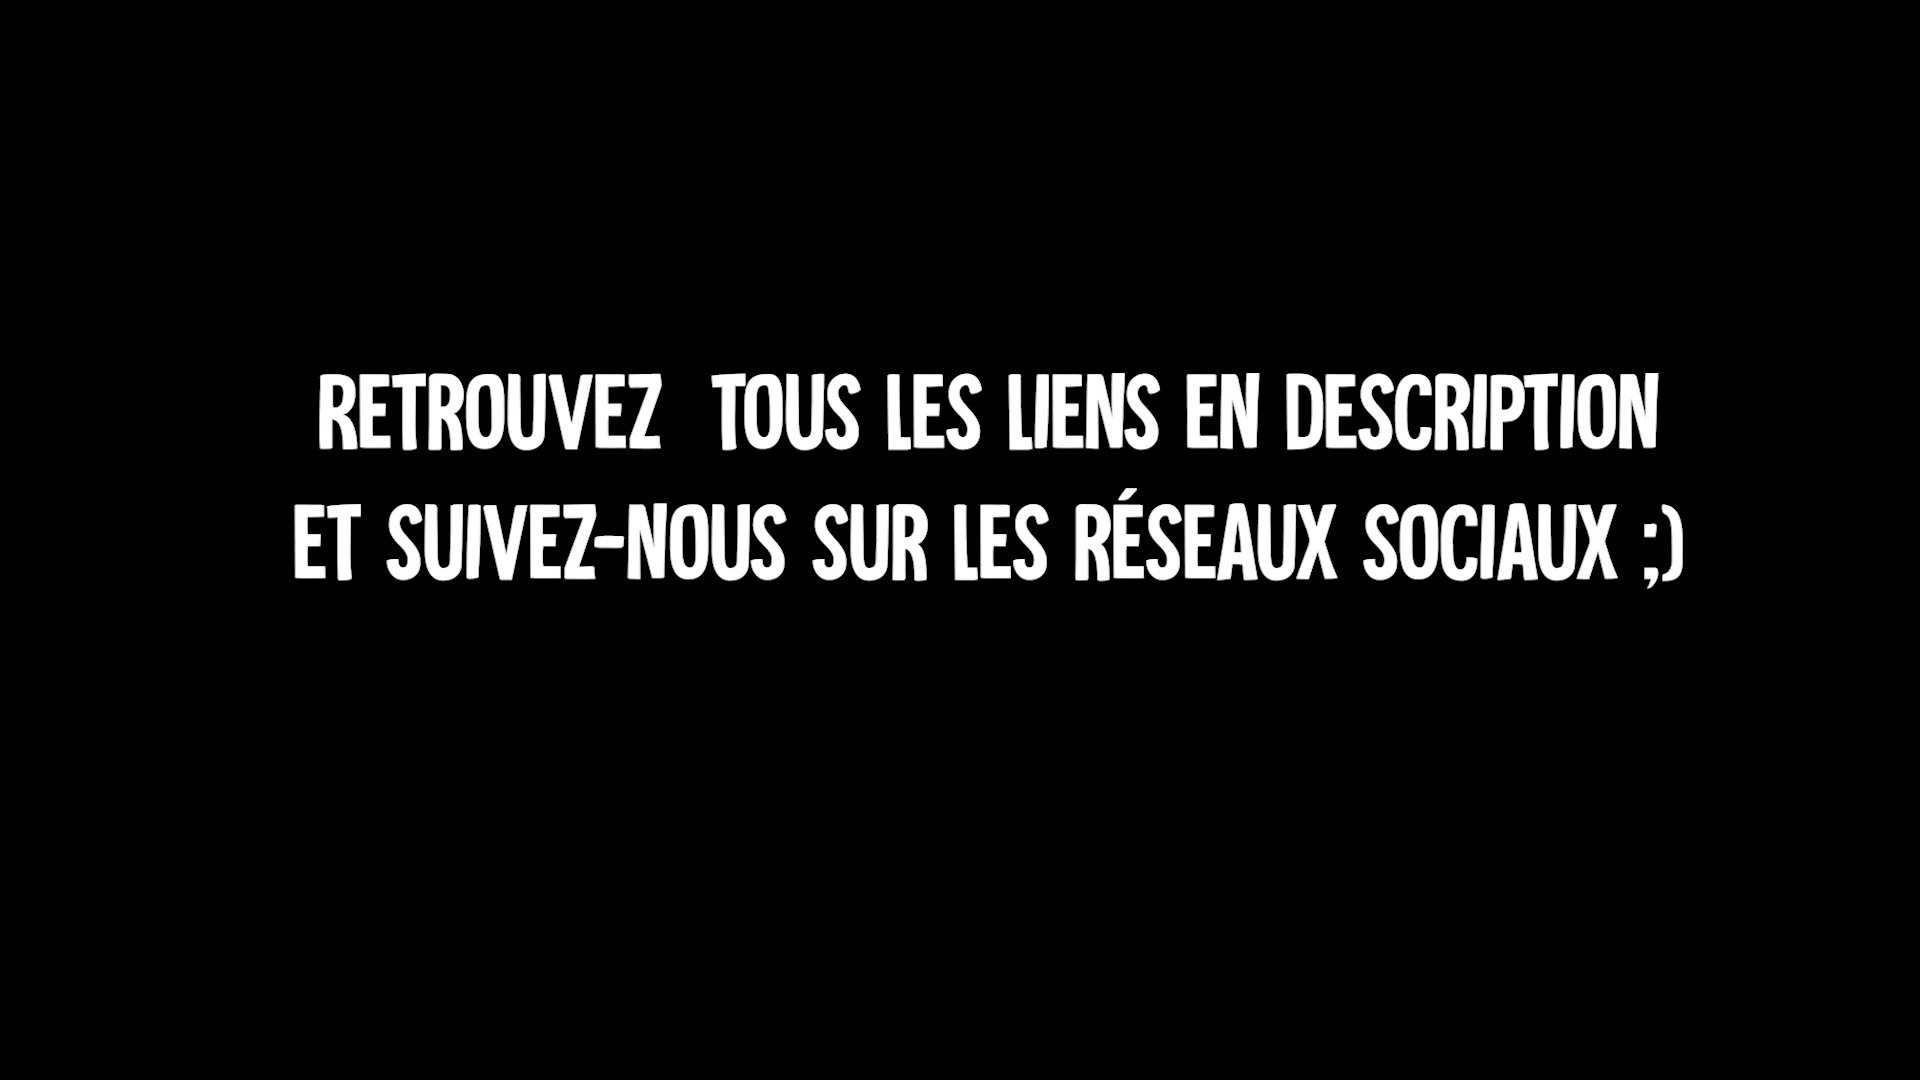 RETROUVEZ  TOUS LES LIENS EN DESCRIPTION
ET SUIVEZ-NOUS SUR LES RÉSEAUX SOCIAUX ;)